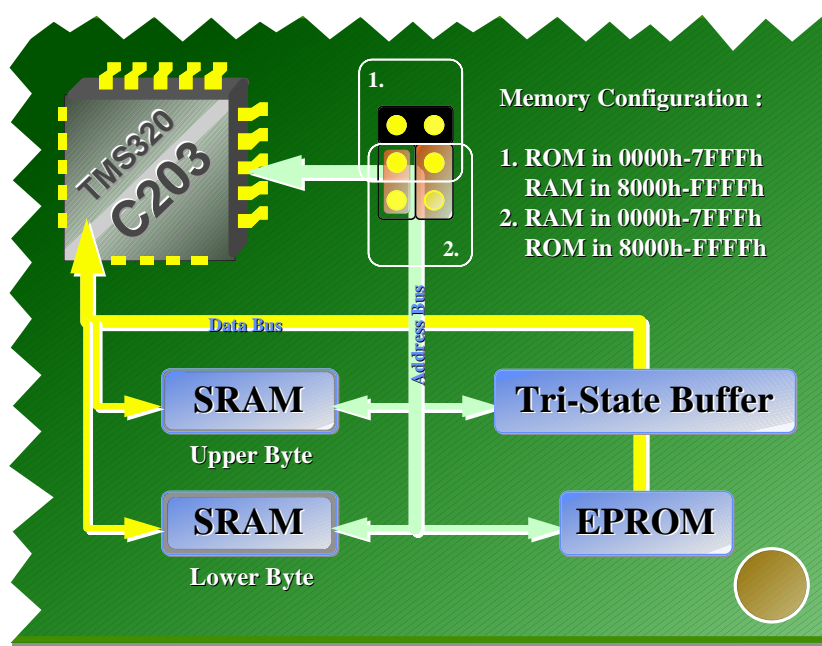 TMS320
C203
1.
2.
Memory Configuration :
1. ROM in 0000h-7FFFh
RAM in 8000h-FFFFh
2. RAM in 0000h-7FFFh
ROM in 8000h-FFFFh
Data Bus
Address Bus
SRAM
Upper Byte
Tri-State Buffer
SRAM
Lower Byte
EPROM